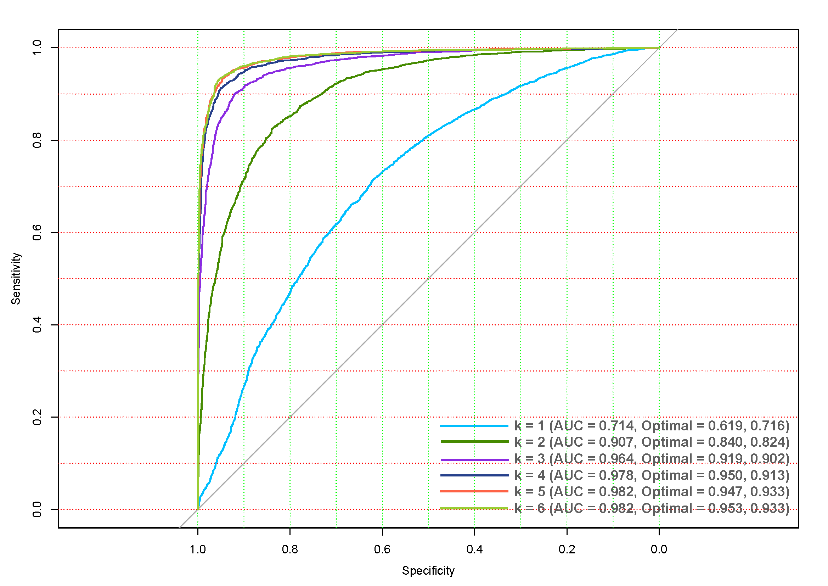 1.0
0.8
0.6
0.4
0.2
0.0
Sensitivity
k = 1 (AUC = 0.714, Optimal = 0.619, 0.716)
k = 2 (AUC = 0.907, Optimal = 0.840, 0.824)
k = 3 (AUC = 0.964, Optimal = 0.919, 0.902)
k = 4 (AUC = 0.978, Optimal = 0.950, 0.913)
k = 5 (AUC = 0.982, Optimal = 0.947, 0.933)
k = 6 (AUC = 0.982, Optimal = 0.953, 0.933)
1.0 0.8 0.6 0.4 0.2 0.0
Specificity